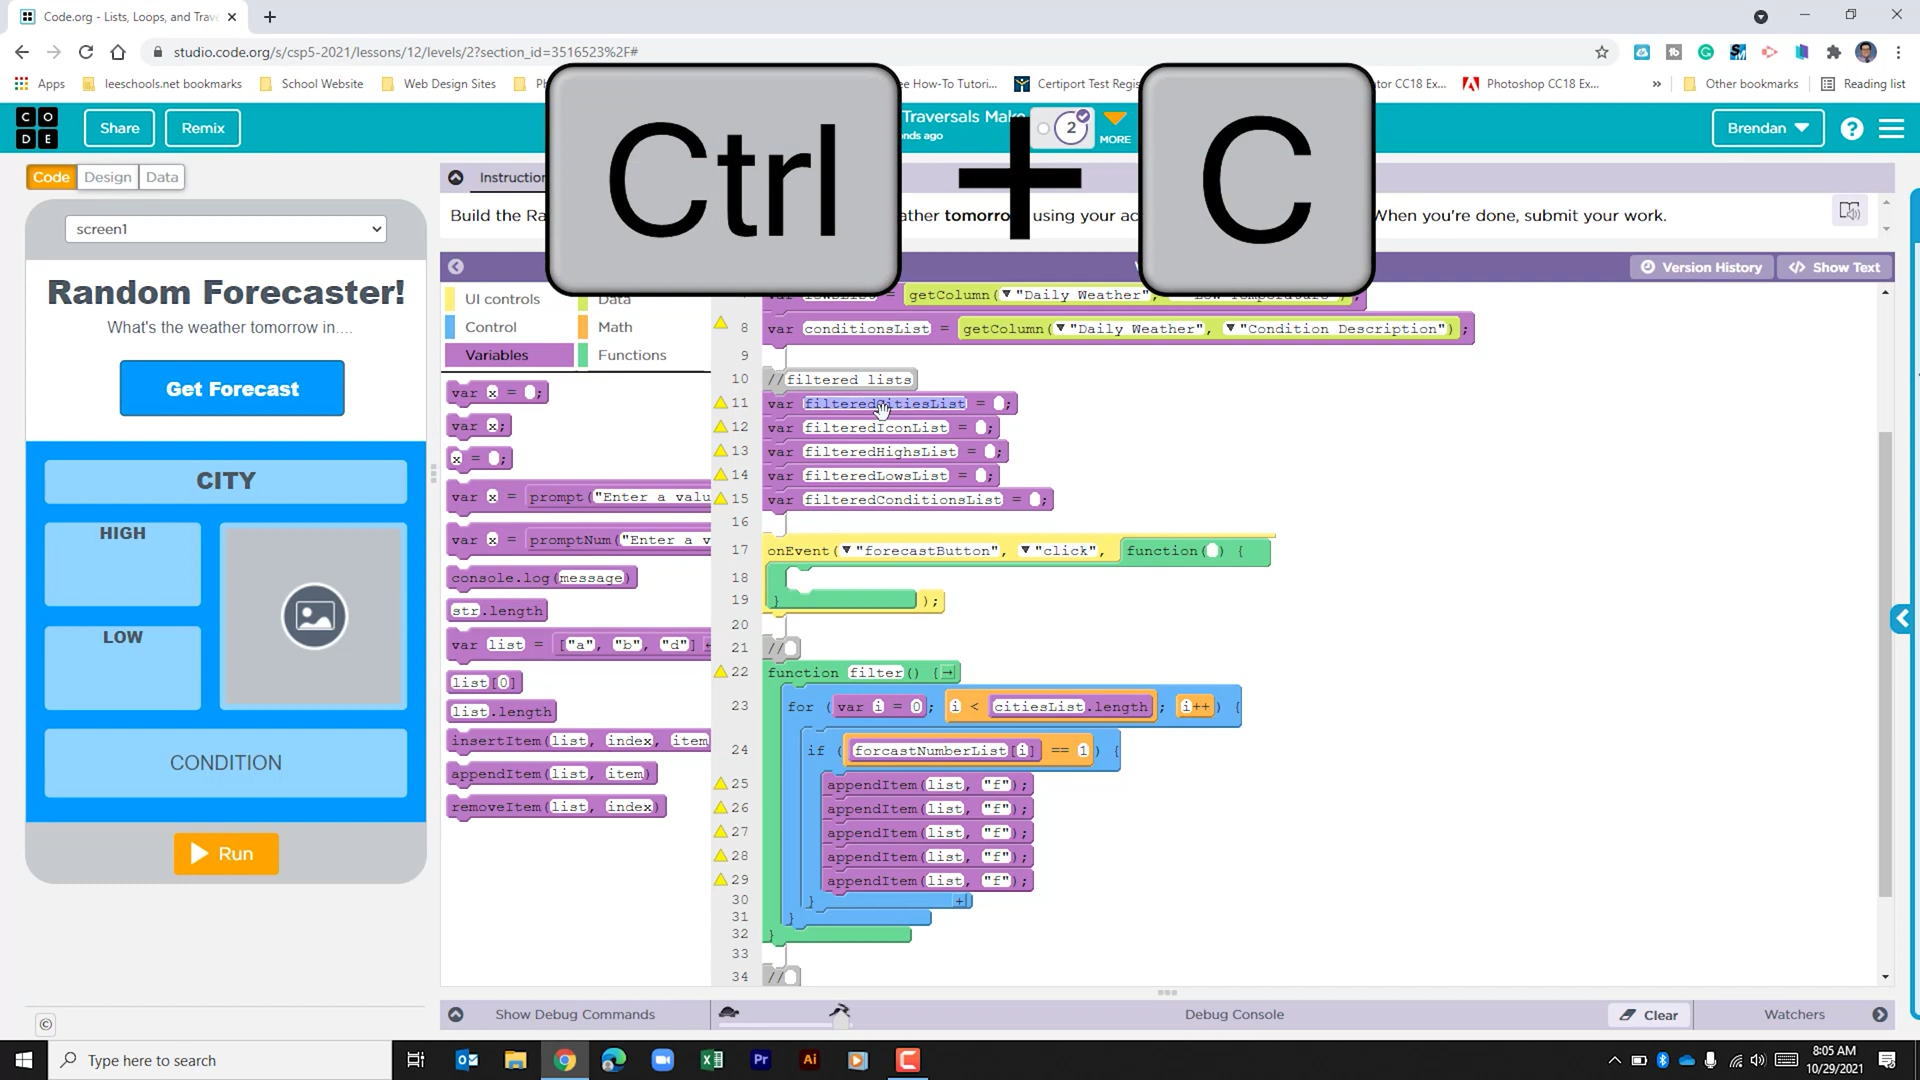 Code.org - Lists, Loops, and Trav
studio.code.org/s/csp5-2021/lessons/12/levels/2?section_id=3516523%2F#
Apps
leeschools.net bookmarks
School Website
Web Design Sites
ee How-To Tutori...
Certiport Test Regis
tor CC18 Ex...
Photoshop CC18 Exa...
»
Other bookmarks
Reading list
Ctrl + C
CODE
Share
Remix
Traversals Make
nds ago
2
MORE
Brendan
?
Code
Design
Data
Instruction
Build the Ra
ather tomorrow using your
When you're done, submit your work.
screen1
Version History
</> Show Text
Random Forecaster!
What's the weather tomorrow in....
Get Forecast
CITY
HIGH
LOW
CONDITION
Run
UI controls
Data
Control
Math
Variables
Functions
var x = ;
var x;
x = ;
var x = prompt("Enter a valu
var x = promptNum("Enter a v
console.log(message)
str.length
var list = ["a", "b", "d"]
list[0]
list.length
insertItem(list, index, item
appendItem(list, item)
removeItem(list, index)
getColumn("Daily Weather",
8 var conditionsList = getColumn("Daily Weather", "Condition Description");
9
10 //filtered lists
11 var filteredCitiesList = ;
12 var filteredIconList = ;
13 var filteredHighsList = ;
14 var filteredLowsList = ;
15 var filteredConditionsList = ;
16
17 onEvent("forecastButton", "click", function() {
18
19 } );
20
21 //
22 function filter() {
23 for (var i = 0; i < citiesList.length; i++) {
24 if (forcastNumberList[i] == 1) {
25 appendItem(list, "f");
26 appendItem(list, "f");
27 appendItem(list, "f");
28 appendItem(list, "f");
29 appendItem(list, "f");
30 } +
31 }
32 }
33
34 //
©
Show Debug Commands
Debug Console
Clear
Watchers
Type here to search
8:05 AM
10/29/2021